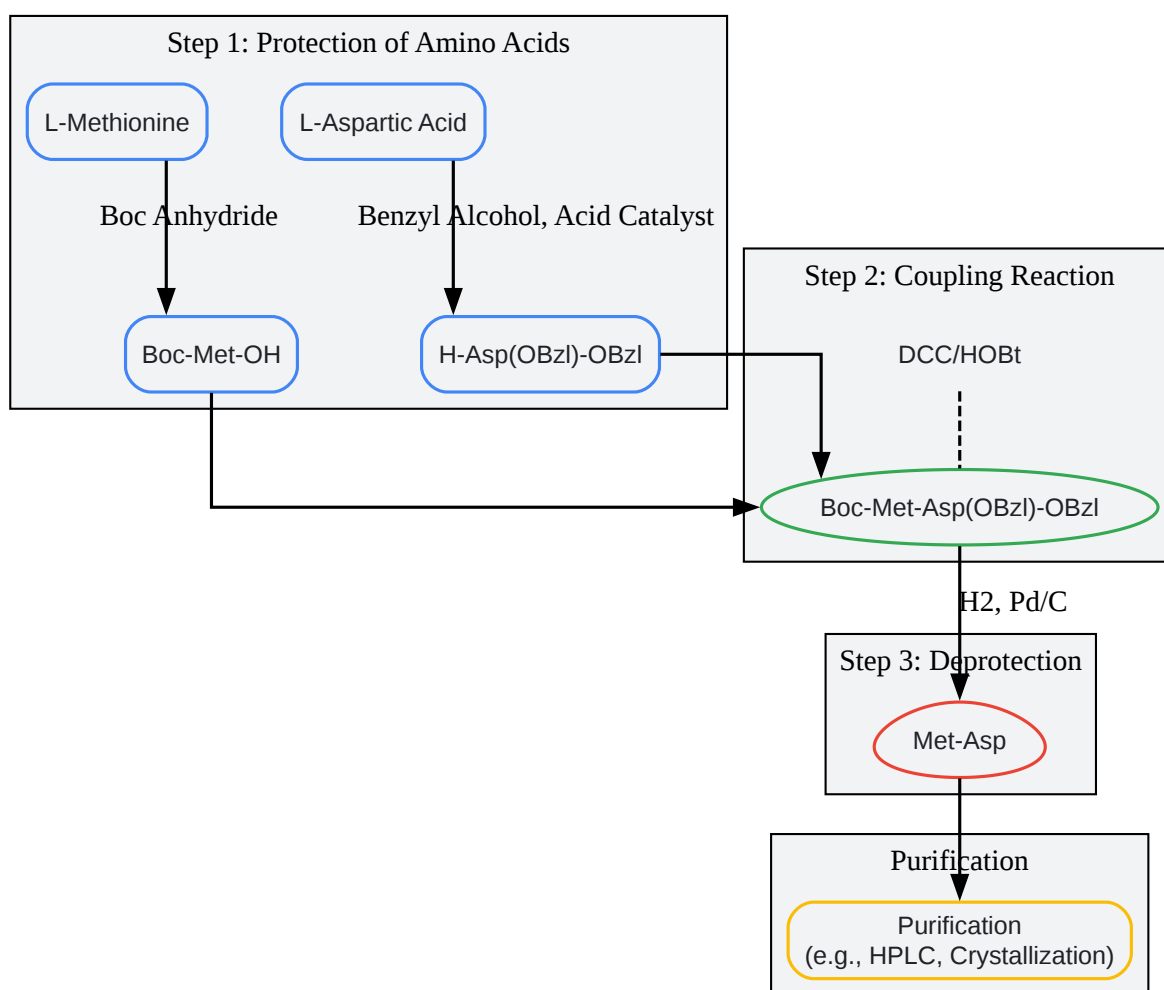 Step 1: Protection of Amino Acids
L-Methionine
L-Aspartic Acid
Boc Anhydride
Benzyl Alcohol, Acid Catalyst
Boc-Met-OH
H-Asp(OBzl)-OBzl
Step 2: Coupling Reaction
DCC/HOBt
Boc-Met-Asp(OBzl)-OBzl
H2, Pd/C
Step 3: Deprotection
Met-Asp
Purification
Purification
(e.g., HPLC, Crystallization)